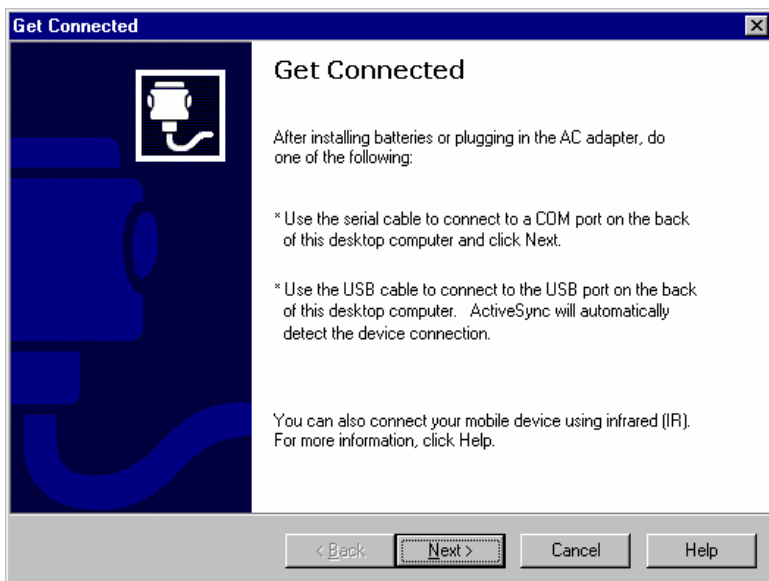 Get Connected
Get Connected
After installing batteries or plugging in the AC adapter, do
one of the following:
* Use the serial cable to connect to a COM port on the back
of this desktop computer and click Next.
* Use the USB cable to connect to the USB port on the back
of this desktop computer. ActiveSync will automatically
detect the device connection.
You can also connect your mobile device using infrared (IR).
For more information, click Help.
< Back Next > Cancel Help